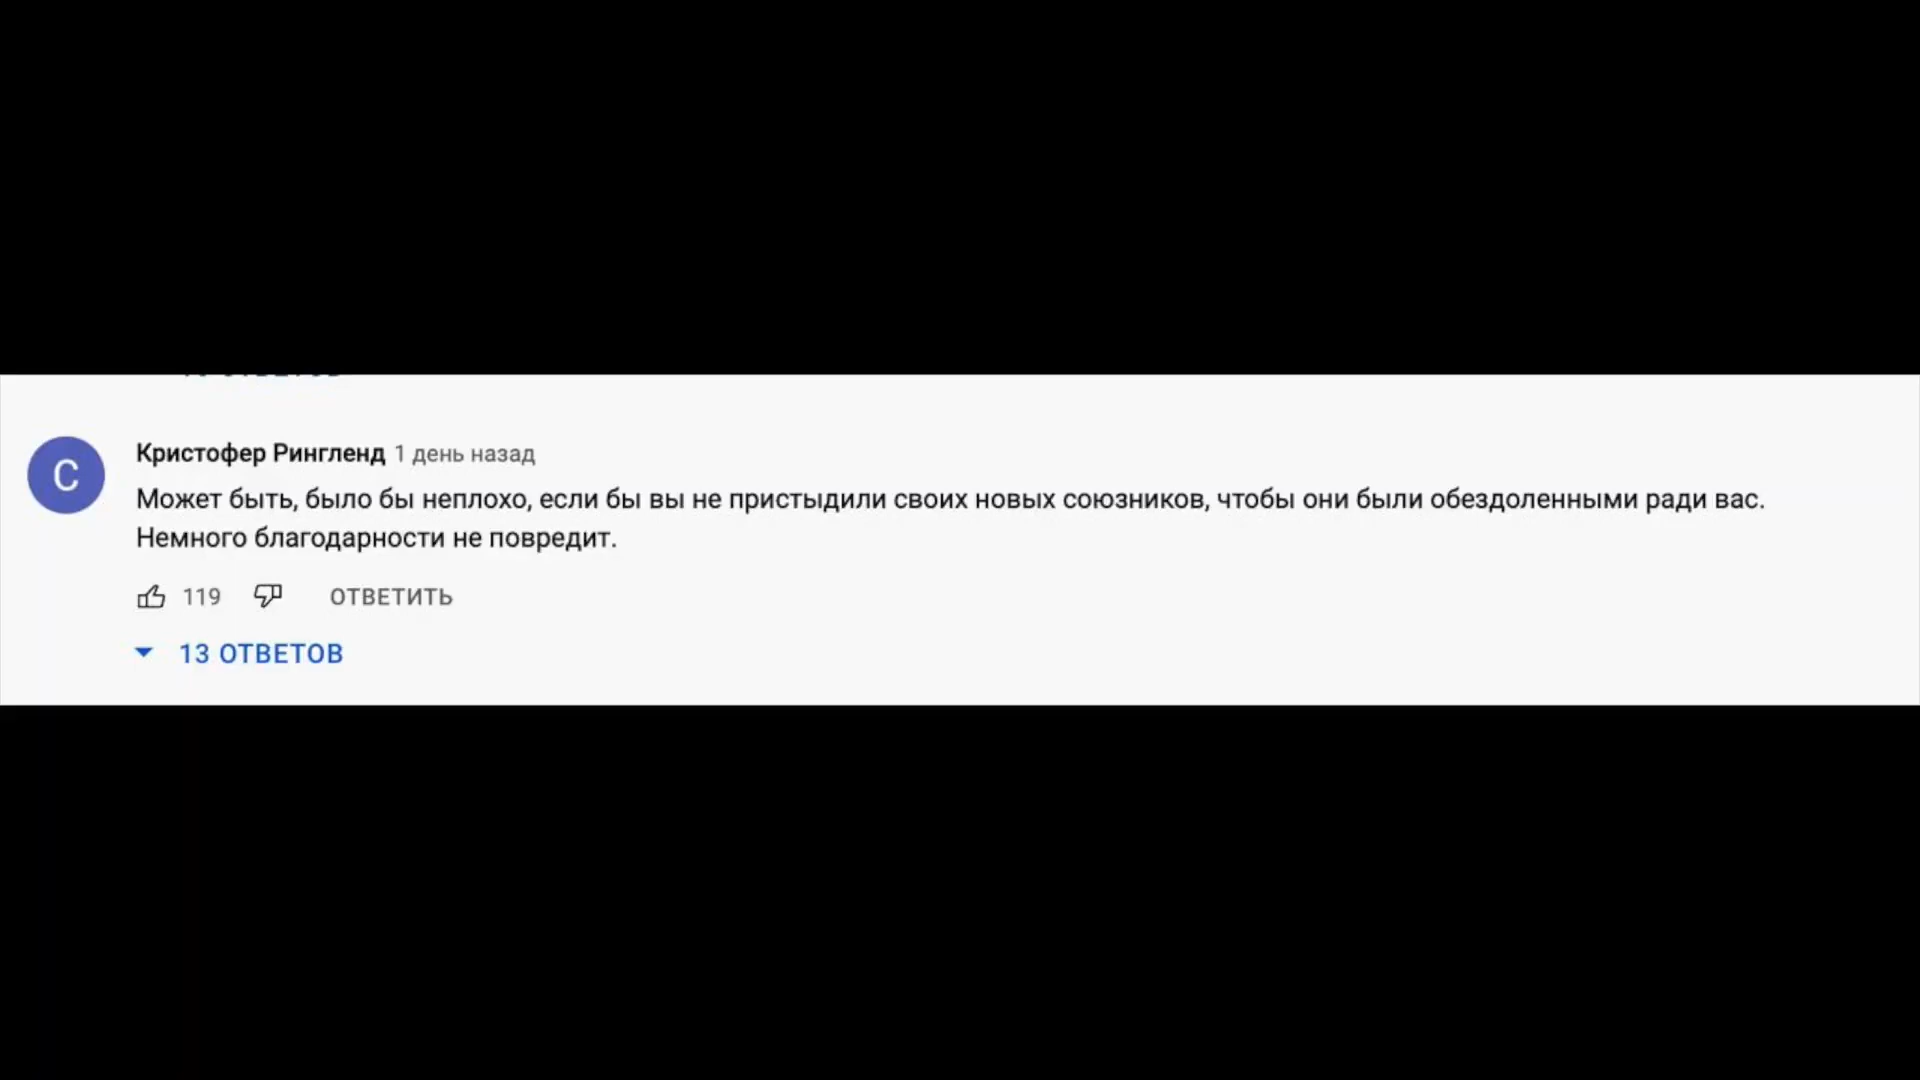 С
Кристофер Рингленд 1 день назад
Может быть, было бы неплохо, если бы вы не пристыдили своих новых союзников, чтобы они были обездоленными ради вас.
Немного благодарности не повредит.
119 ОТВЕТИТЬ
13 ОТВЕТОВ